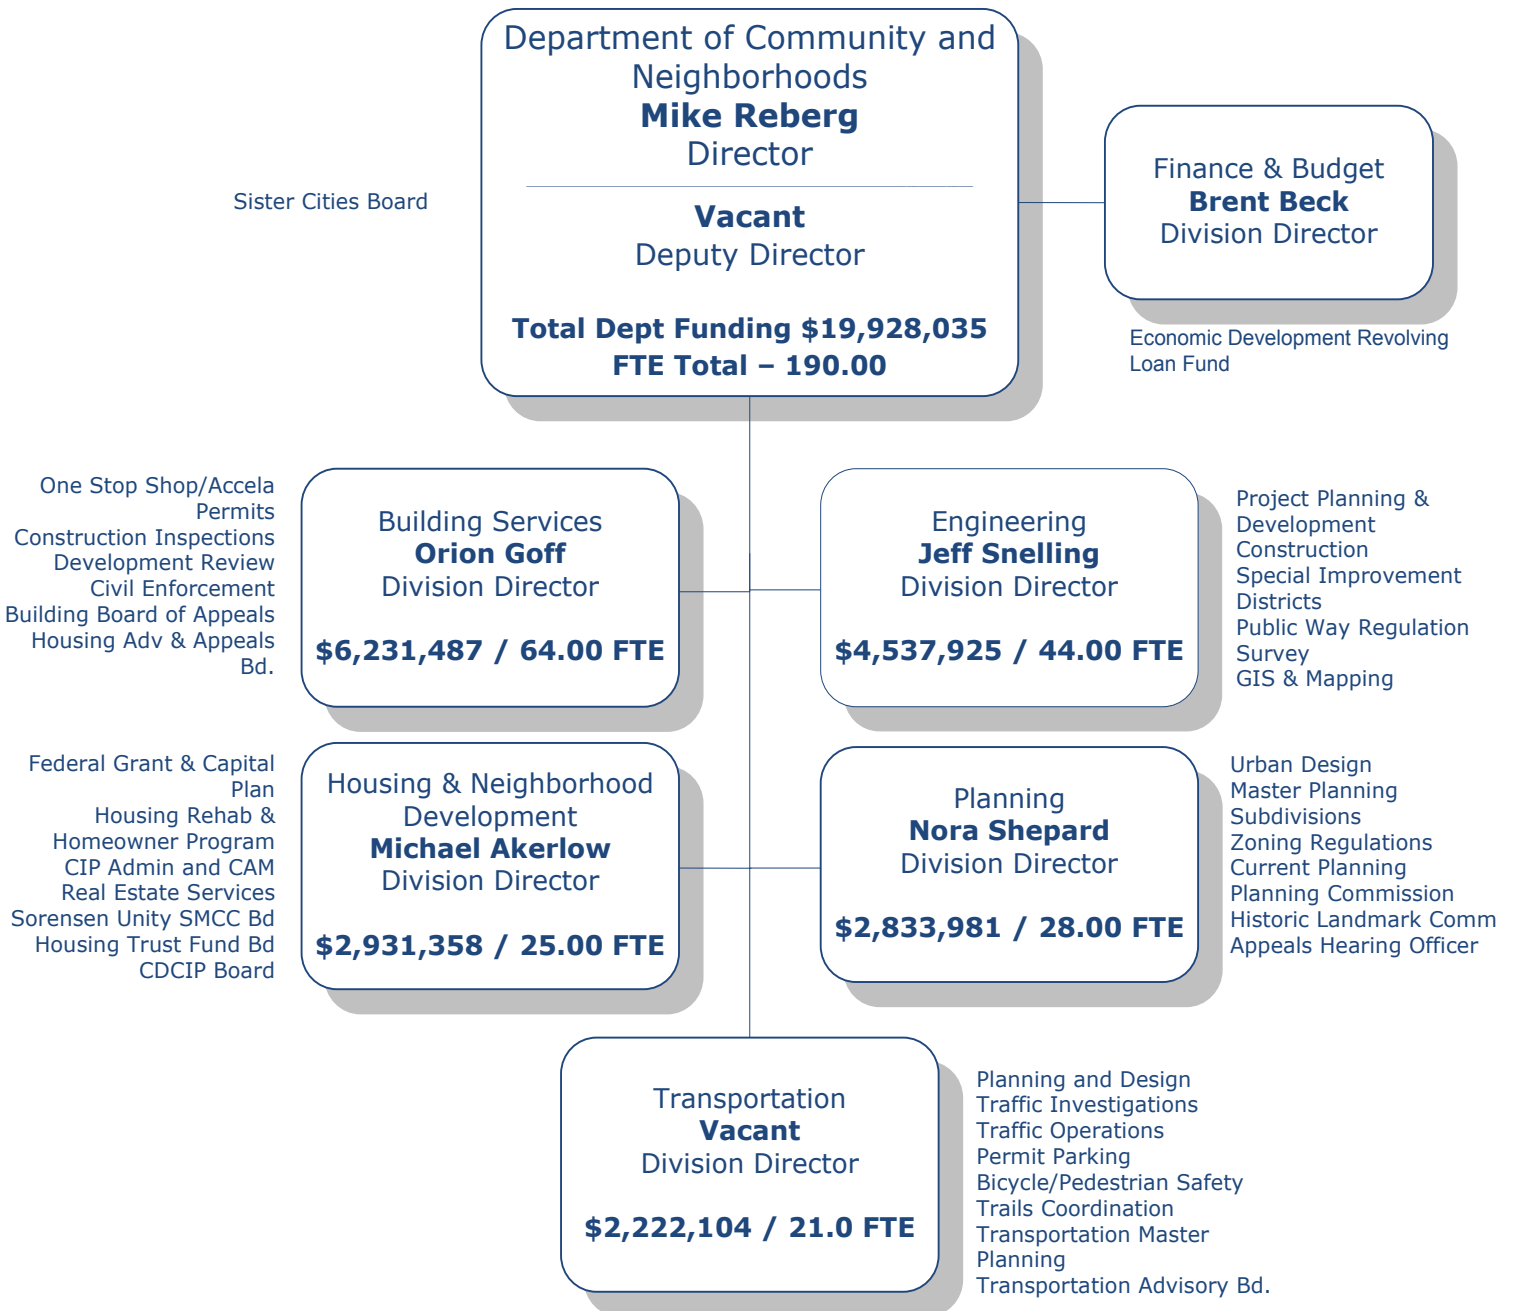 Department of Community and
Neighborhoods
Mike Reberg
Director
Vacant
Deputy Director
Total Dept Funding $19,928,035
FTE Total – 190.00
Sister Cities Board
Finance & Budget
Brent Beck
Division Director
Economic Development Revolving
Loan Fund
One Stop Shop/Accela
Permits
Construction Inspections
Development Review
Civil Enforcement
Building Board of Appeals
Housing Adv & Appeals
Bd.
Building Services
Orion Goff
Division Director
$6,231,487 / 64.00 FTE
Engineering
Jeff Snelling
Division Director
$4,537,925 / 44.00 FTE
Project Planning &
Development
Construction
Special Improvement
Districts
Public Way Regulation
Survey
GIS & Mapping
Federal Grant & Capital
Plan
Housing Rehab &
Homeowner Program
CIP Admin and CAM
Real Estate Services
Sorensen Unity SMCC Bd
Housing Trust Fund Bd
CDCIP Board
Housing & Neighborhood
Development
Michael Akerlow
Division Director
$2,931,358 / 25.00 FTE
Planning
Nora Shepard
Division Director
$2,833,981 / 28.00 FTE
Urban Design
Master Planning
Subdivisions
Zoning Regulations
Current Planning
Planning Commission
Historic Landmark Comm
Appeals Hearing Officer
Transportation
Vacant
Division Director
$2,222,104 / 21.0 FTE
Planning and Design
Traffic Investigations
Traffic Operations
Permit Parking
Bicycle/Pedestrian Safety
Trails Coordination
Transportation Master
Planning
Transportation Advisory Bd.